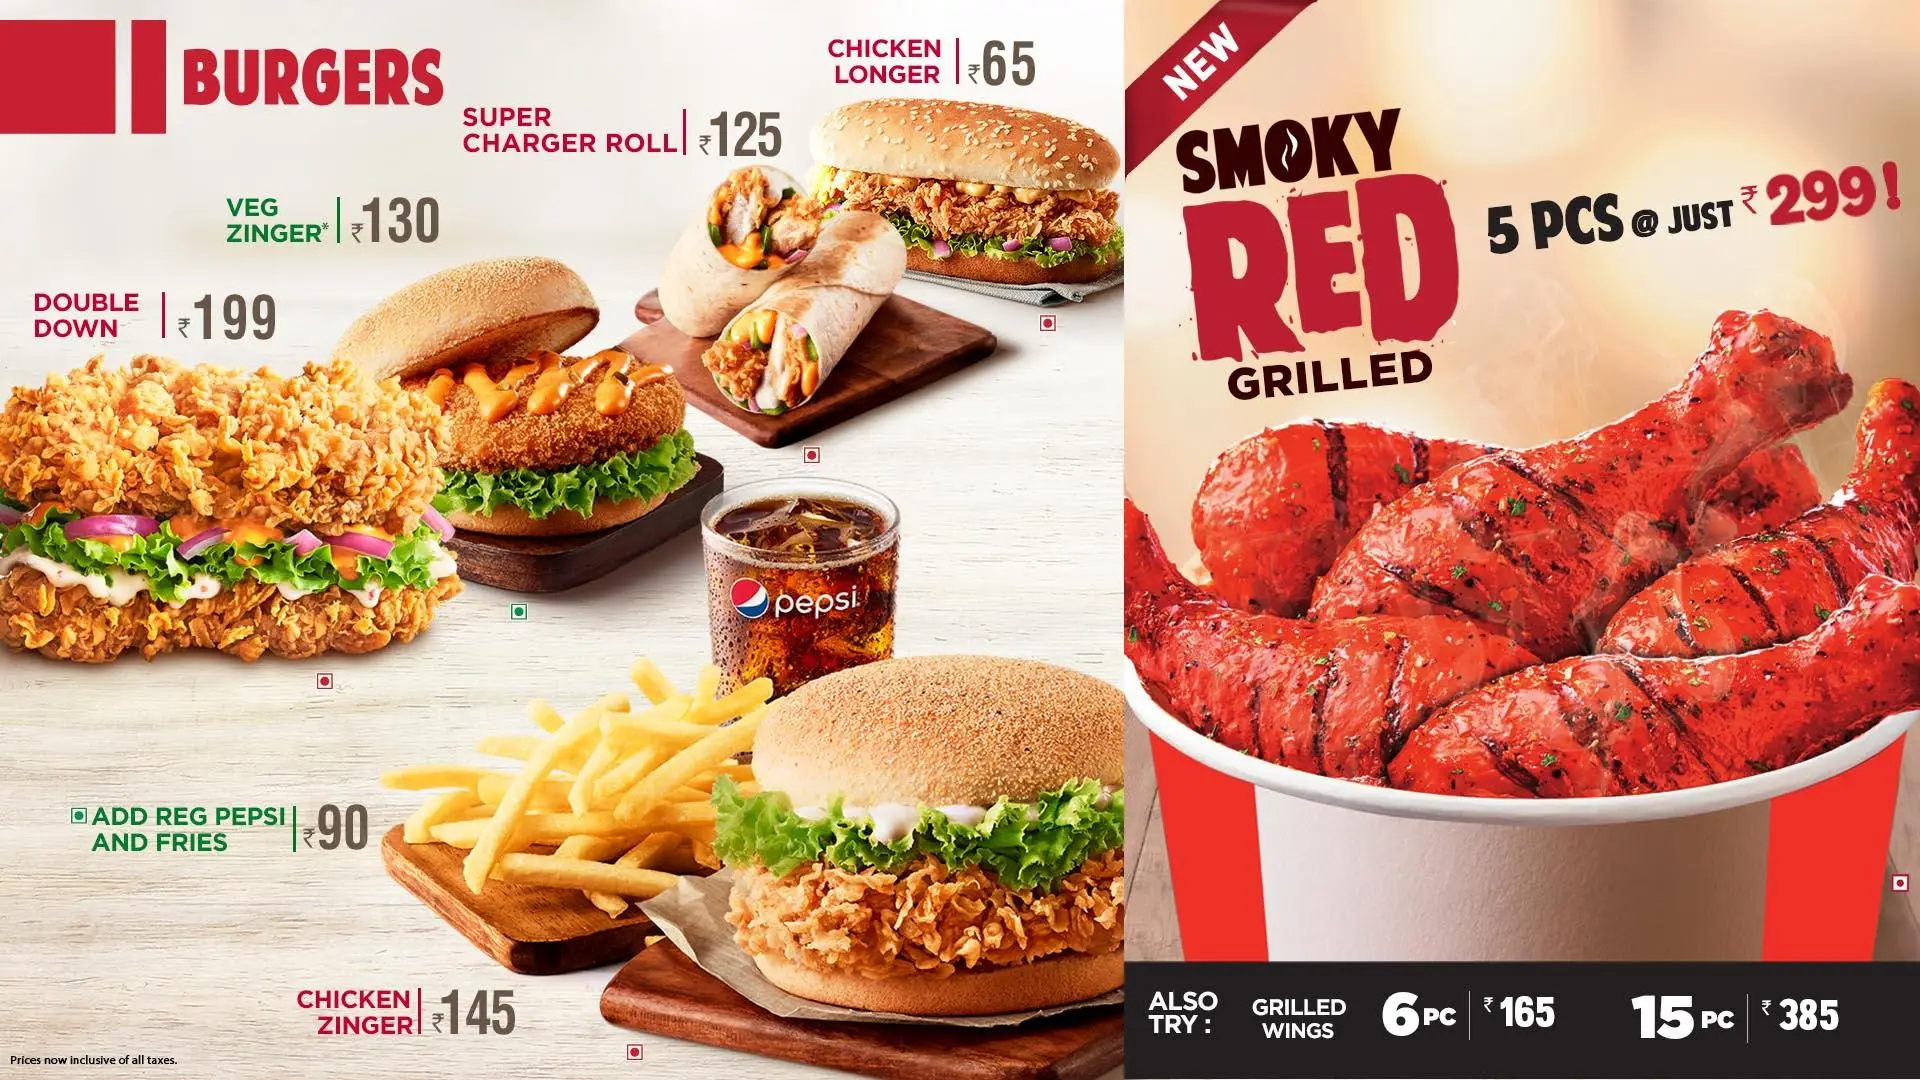 BURGERS
CHICKEN
LONGER
₹65
SUPER
CHARGER ROLL
₹125
VEG
ZINGER*
₹130
DOUBLE
DOWN
₹199
pepsi
ADD REG PEPSI
AND FRIES
₹90
CHICKEN
ZINGER
₹145
Prices now inclusive of all taxes.
NEW
SMOKY
RED
GRILLED
5 PCS @ JUST ₹299!
ALSO
TRY :
GRILLED
WINGS
6 PC ₹165
15 PC ₹385